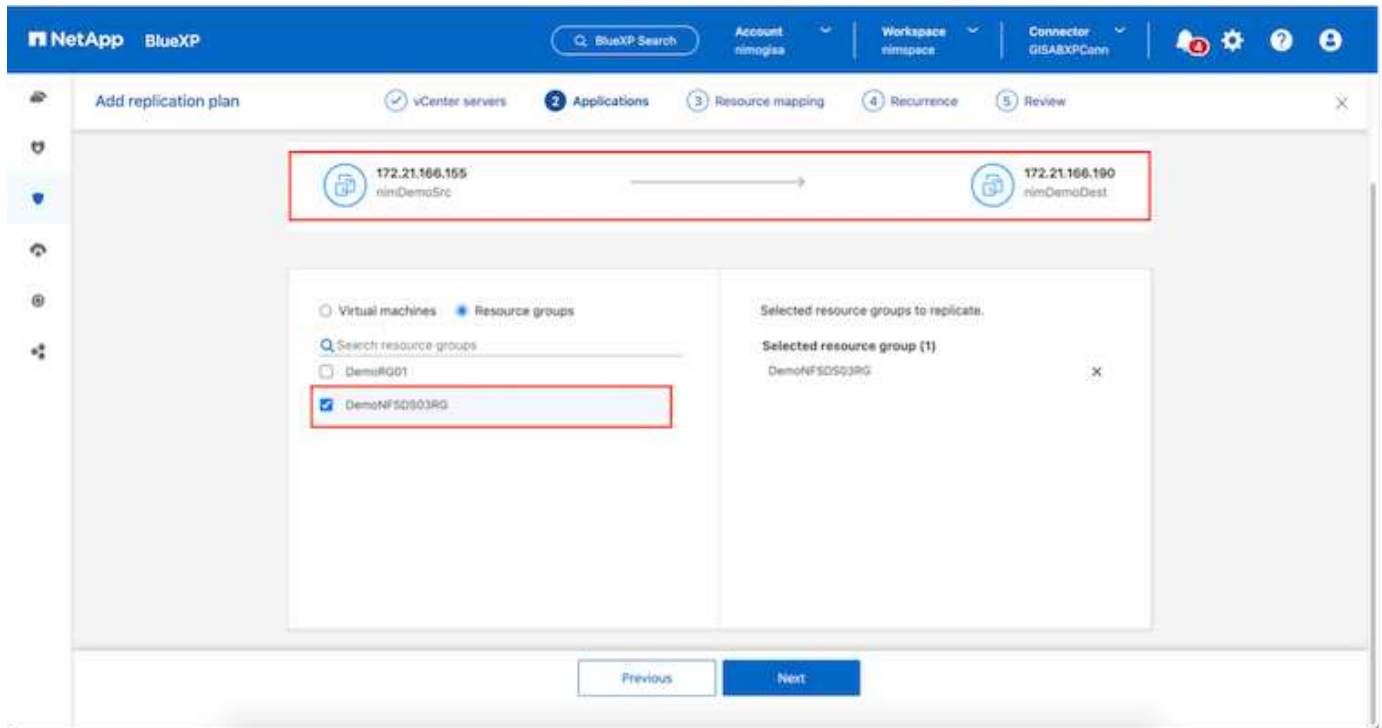 NetApp BlueXP
BlueXP Search
Account
nimogisa
Workspace
nimspace
Connector
GISABXPConn
4
Add replication plan
vCenter servers
2 Applications
3 Resource mapping
4 Recurrence
5 Review
172.21.166.155
nimDemoSrc
172.21.166.190
nimDemoDest
Virtual machines
Resource groups
Search resource groups
DemoRG01
DemoNFSDS03RG
Selected resource groups to replicate.
Selected resource group (1)
DemoNFSDS03RG
Previous
Next